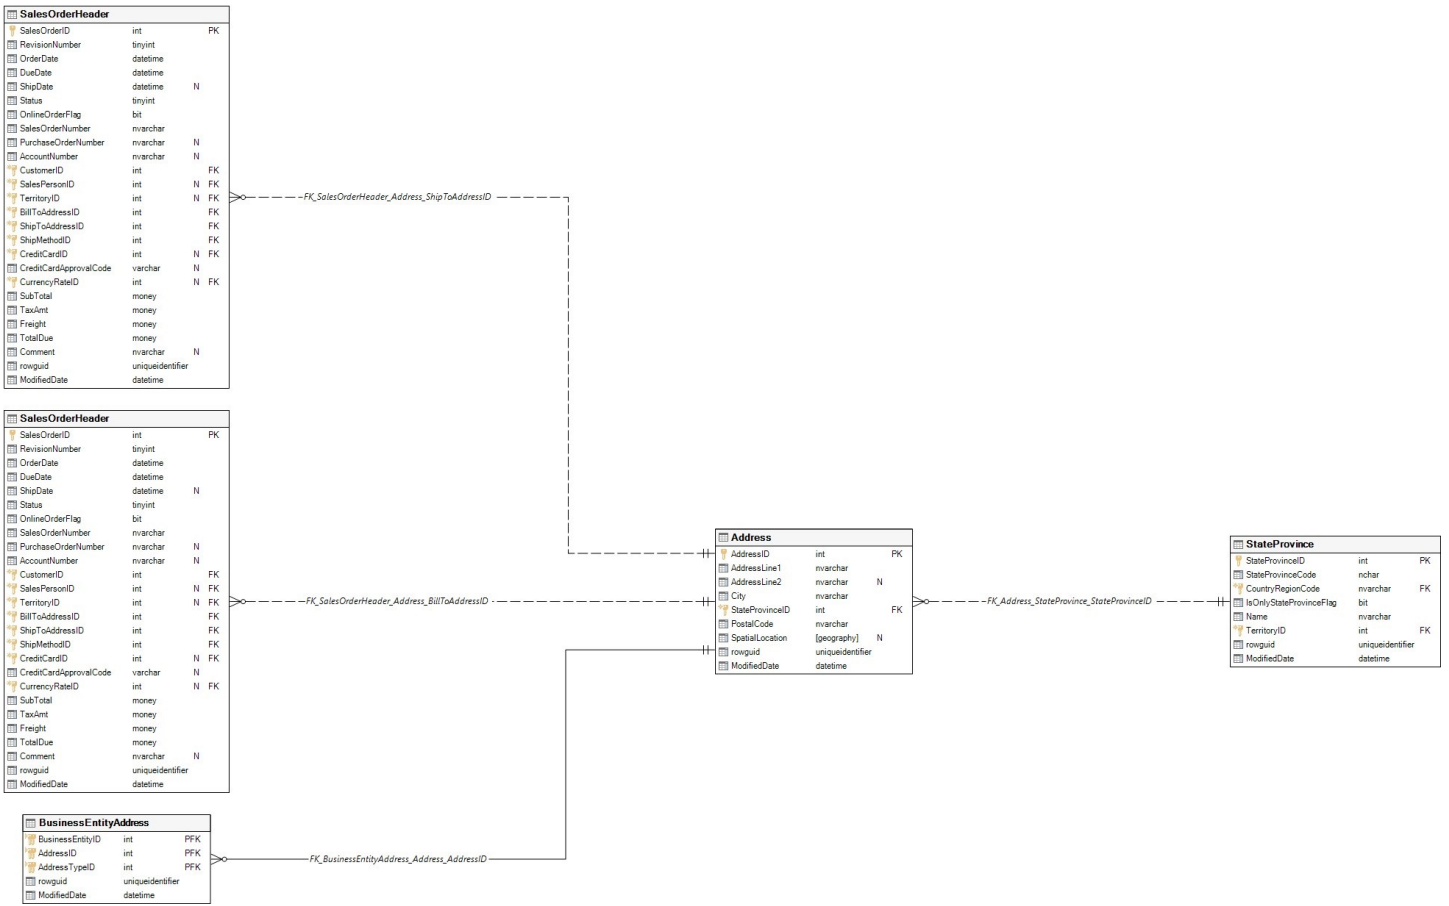 SalesOrderHeader
SalesOrderID int PK
RevisionNumber tinyint
OrderDate datetime
DueDate datetime
ShipDate datetime N
Status tinyint
OnlineOrderFlag bit
SalesOrderNumber nvarchar
PurchaseOrderNumber nvarchar N
AccountNumber nvarchar N
CustomerID int FK
SalesPersonID int N FK
TerritoryID int N FK
BillToAddressID int FK
ShipToAddressID int FK
ShipMethodID int FK
CreditCardID int N FK
CreditCardApprovalCode varchar N
CurrencyRateID int N FK
SubTotal money
TaxAmt money
Freight money
TotalDue money
Comment nvarchar N
rowguid uniqueidentifier
ModifiedDate datetime
FK_SalesOrderHeader_Address_ShipToAddressID
SalesOrderHeader
SalesOrderID int PK
RevisionNumber tinyint
OrderDate datetime
DueDate datetime
ShipDate datetime N
Status tinyint
OnlineOrderFlag bit
SalesOrderNumber nvarchar
PurchaseOrderNumber nvarchar N
AccountNumber nvarchar N
CustomerID int FK
SalesPersonID int N FK
TerritoryID int N FK
BillToAddressID int FK
ShipToAddressID int FK
ShipMethodID int FK
CreditCardID int N FK
CreditCardApprovalCode varchar N
CurrencyRateID int N FK
SubTotal money
TaxAmt money
Freight money
TotalDue money
Comment nvarchar N
rowguid uniqueidentifier
ModifiedDate datetime
FK_SalesOrderHeader_Address_BillToAddressID
BusinessEntityAddress
BusinessEntityID int PFK
AddressID int PFK
AddressTypeID int PFK
rowguid uniqueidentifier
ModifiedDate datetime
FK_BusinessEntityAddress_Address_AddressID
Address
AddressID int PK
AddressLine1 nvarchar
AddressLine2 nvarchar N
City nvarchar
StateProvinceID int FK
PostalCode nvarchar
SpatialLocation [geography] N
rowguid uniqueidentifier
ModifiedDate datetime
FK_Address_StateProvince_StateProvinceID
StateProvince
StateProvinceID int PK
StateProvinceCode nchar
CountryRegionCode nvarchar FK
IsOnlyStateProvinceFlag bit
Name nvarchar
TerritoryID int FK
rowguid uniqueidentifier
ModifiedDate datetime